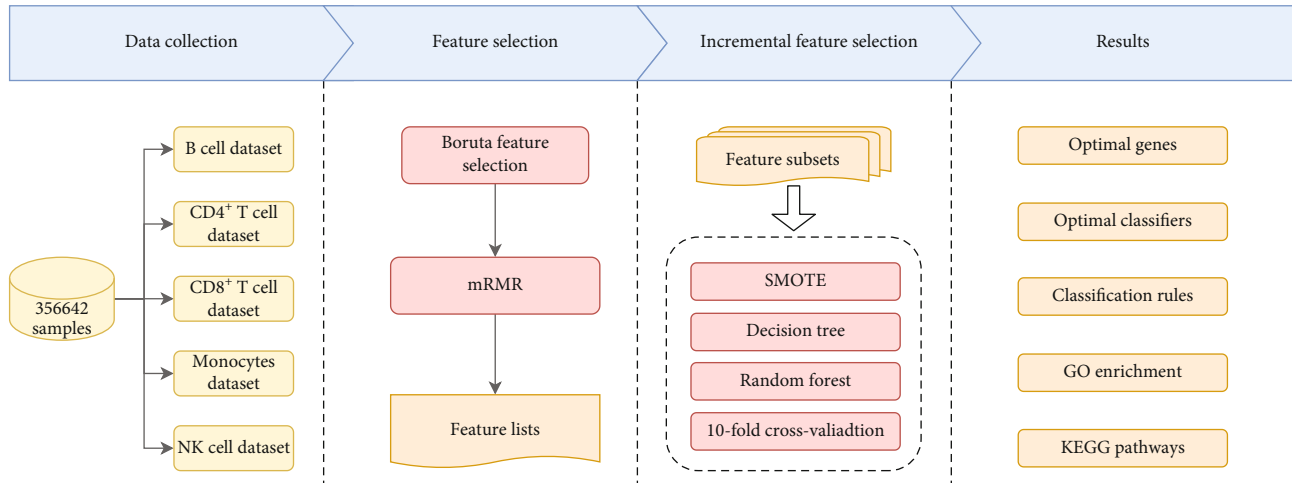 Data collection
Feature selection
Incremental feature selection
Results
356642
samples
B cell dataset
CD4⁺ T cell
dataset
CD8⁺ T cell
dataset
Monocytes
dataset
NK cell dataset
Boruta feature
selection
mRMR
Feature lists
Feature subsets
SMOTE
Decision tree
Random forest
10-fold cross-valiadtion
Optimal genes
Optimal classifiers
Classification rules
GO enrichment
KEGG pathways